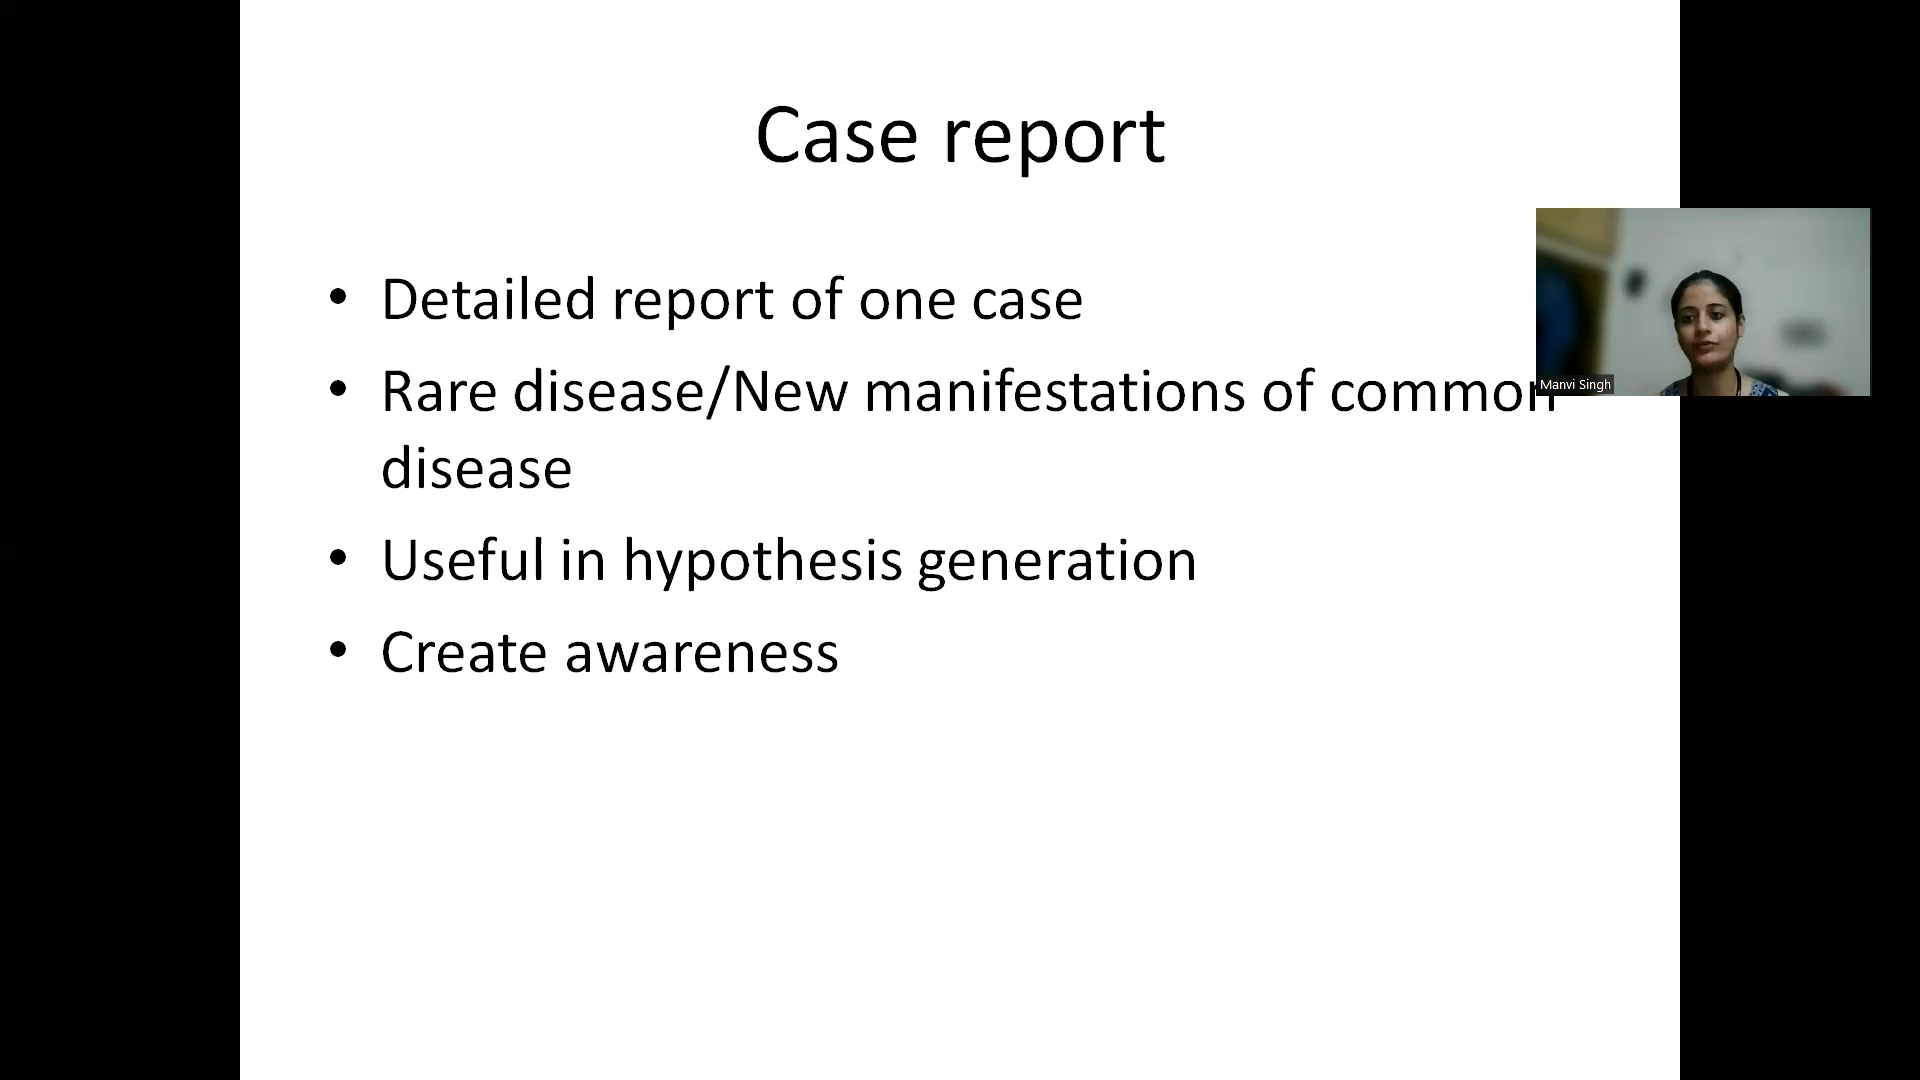 Case report
• Detailed report of one case
• Rare disease/New manifestations of common
disease
• Useful in hypothesis generation
• Create awareness
Manvi Singh